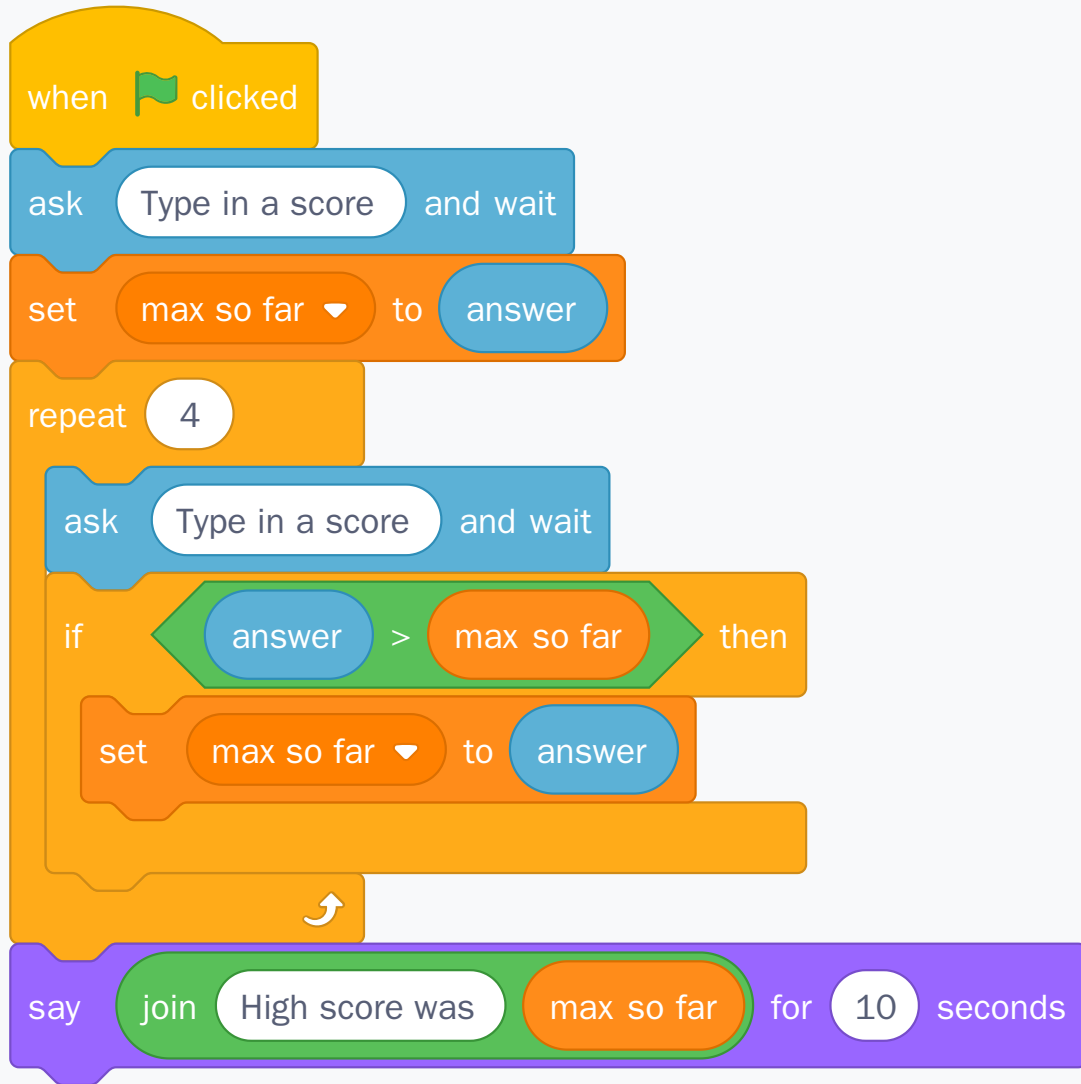 when clicked
ask Type in a score and wait
set max so far to answer
repeat 4
ask Type in a score and wait
if answer > max so far then
set max so far to answer
say join High score was max so far for 10 seconds